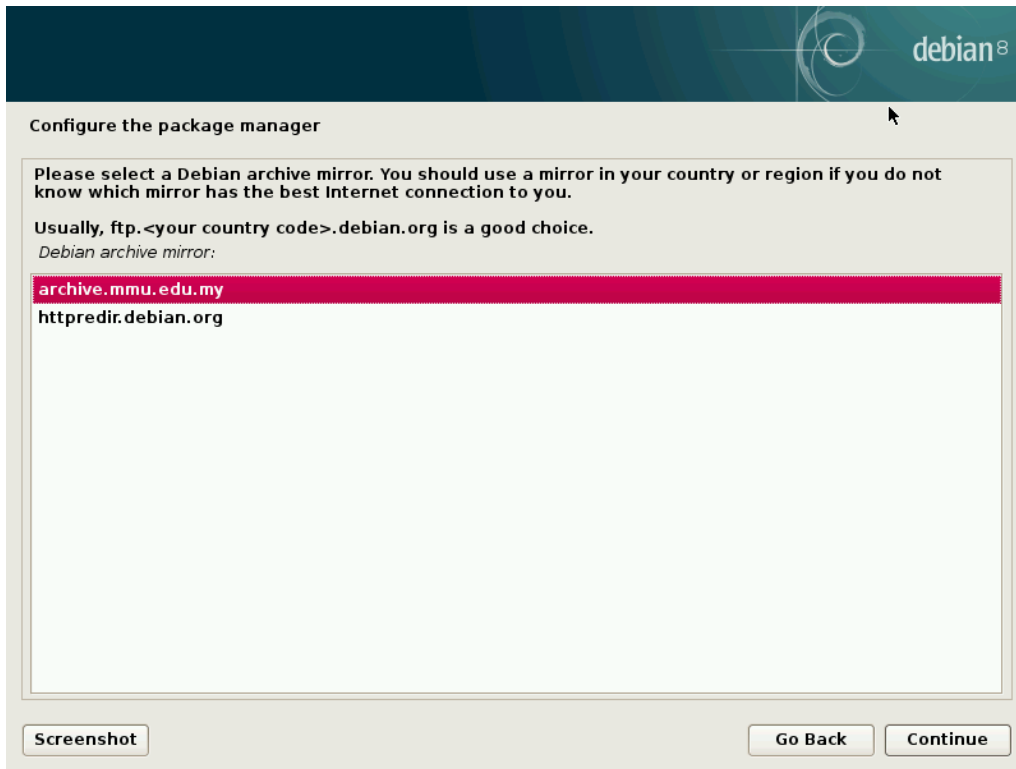 debian 8
Configure the package manager
Please select a Debian archive mirror. You should use a mirror in your country or region if you do not
know which mirror has the best Internet connection to you.
Usually, ftp.<your country code>.debian.org is a good choice.
Debian archive mirror:
archive.mmu.edu.my
httpredir.debian.org
Screenshot
Go Back
Continue